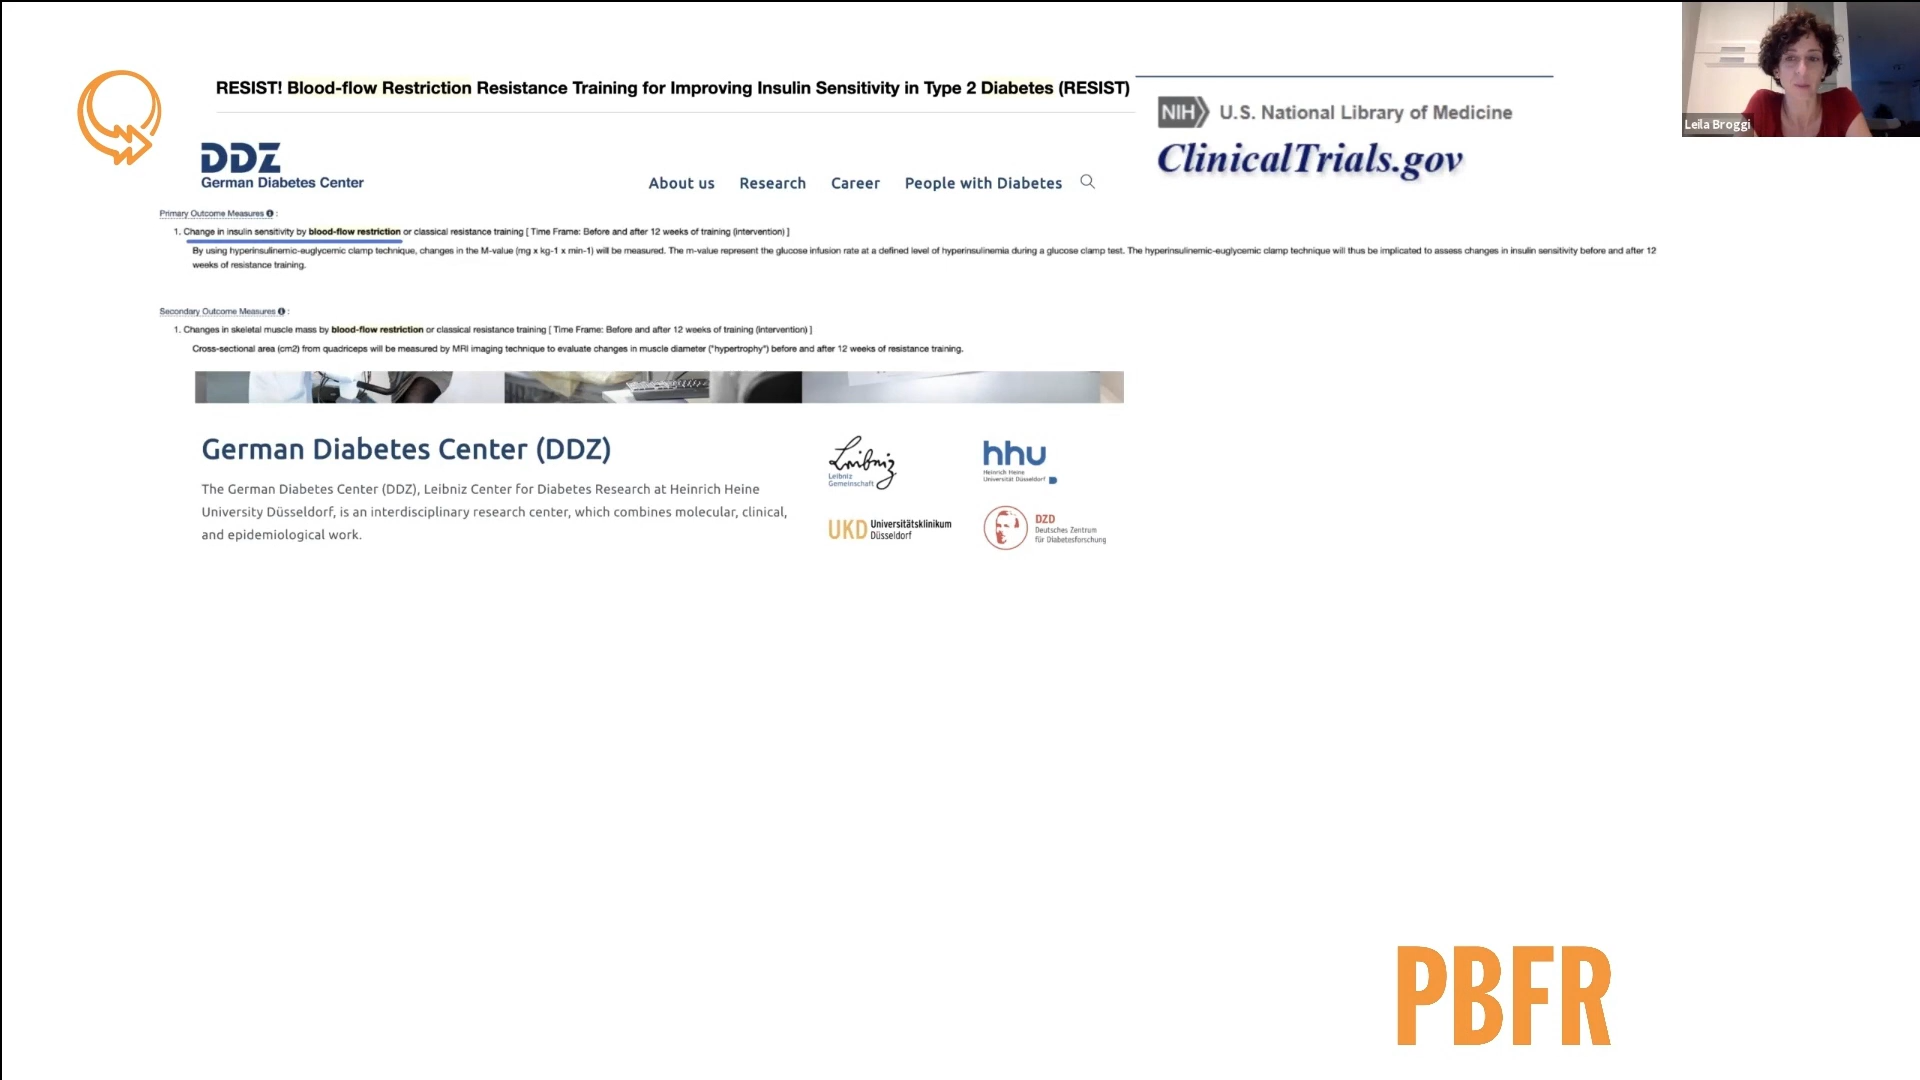 RESIST! Blood-flow Restriction Resistance Training for Improving Insulin Sensitivity in Type 2 Diabetes (RESIST)
NIH U.S. National Library of Medicine
ClinicalTrials.gov
Leila Broggi
DDZ
German Diabetes Center
About us Research Career People with Diabetes
Primary Outcome Measures :
1. Change in insulin sensitivity by blood-flow restriction or classical resistance training [ Time Frame: Before and after 12 weeks of training (intervention) ]
By using hyperinsulinemic-euglycemic clamp technique, changes in the M-value (mg x kg-1 x min-1) will be measured. The m-value represent the glucose infusion rate at a defined level of hyperinsulinemia during a glucose clamp test. The hyperinsulinemic-euglycemic clamp technique will thus be implicated to assess changes in insulin sensitivity before and after 12
weeks of resistance training.
Secondary Outcome Measures :
1. Changes in skeletal muscle mass by blood-flow restriction or classical resistance training [ Time Frame: Before and after 12 weeks of training (intervention) ]
Cross-sectional area (cm2) from quadriceps will be measured by MRI imaging technique to evaluate changes in muscle diameter ("hypertrophy") before and after 12 weeks of resistance training.
German Diabetes Center (DDZ)
The German Diabetes Center (DDZ), Leibniz Center for Diabetes Research at Heinrich Heine
University Düsseldorf, is an interdisciplinary research center, which combines molecular, clinical,
and epidemiological work.
Leibniz
Leibniz
Gemeinschaft
hhu
Heinrich Heine
Universität Düsseldorf
UKD Universitätsklinikum
Düsseldorf
DZD
Deutsches Zentrum
für Diabetesforschung
PBFR